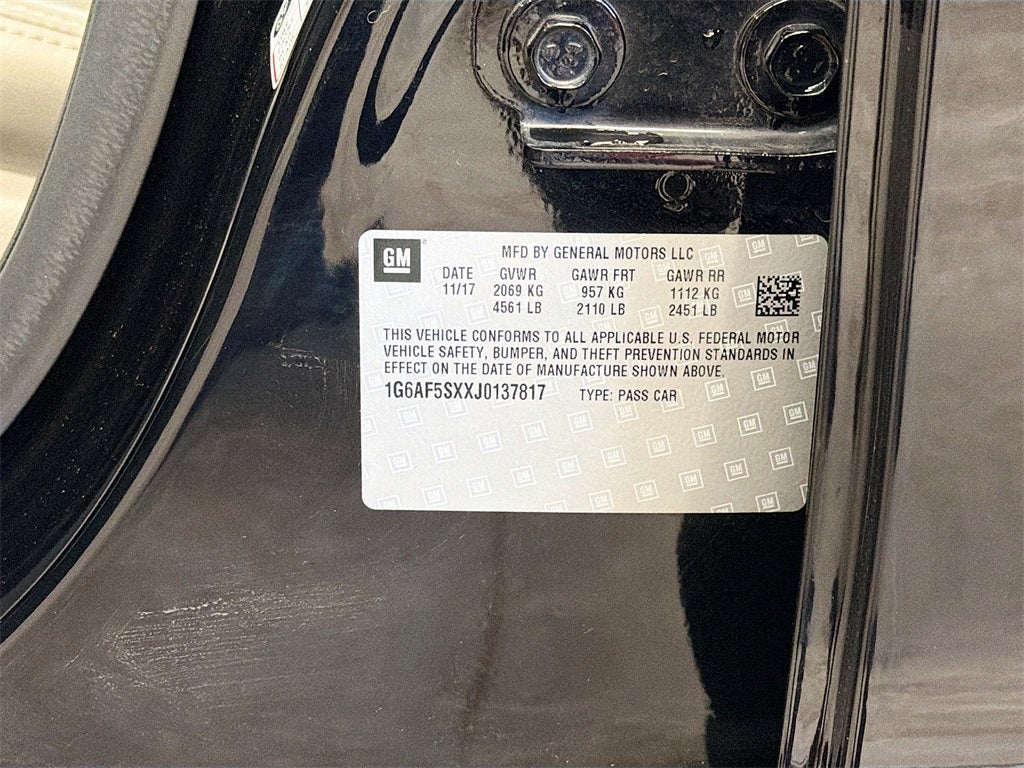 GM
MFD BY GENERAL MOTORS LLC
DATE GVWR GAWR FRT GAWR RR
11/17 2069 KG 957 KG 1112 KG
4561 LB 2110 LB 2451 LB
THIS VEHICLE CONFORMS TO ALL APPLICABLE U.S. FEDERAL MOTOR
VEHICLE SAFETY, BUMPER, AND THEFT PREVENTION STANDARDS IN
EFFECT ON THE DATE OF MANUFACTURE SHOWN ABOVE.
1G6AF5SXXJ0137817 TYPE: PASS CAR